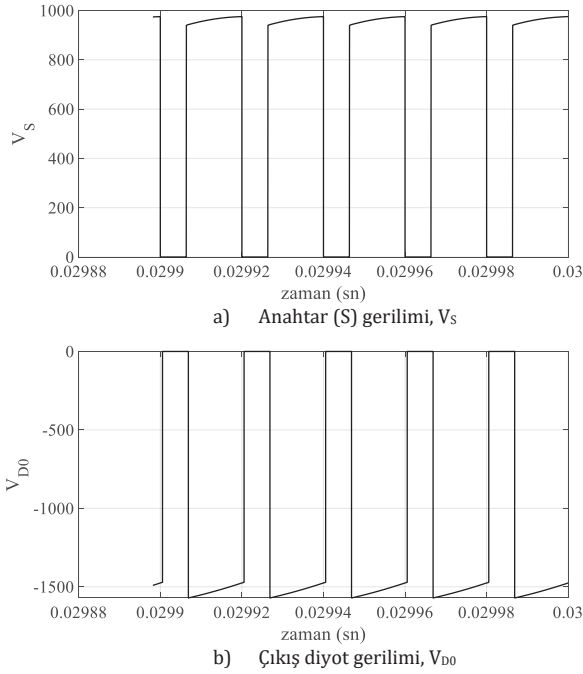 1000
800
600
400
200
0
V_S
0.02988 0.0299 0.02992 0.02994 0.02996 0.02998 0.03
zaman (sn)
a) Anahtar (S) gerilimi, V_S
0
-500
-1000
-1500
V_D0
0.02988 0.0299 0.02992 0.02994 0.02996 0.02998 0.03
zaman (sn)
b) Çıkış diyot gerilimi, V_D0